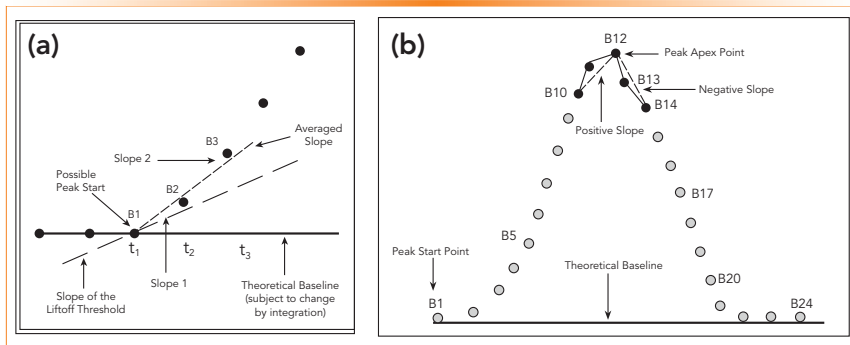 (a)
B3
Averaged
Slope
Slope 2
Possible
Peak Start
B2
B1
t1
t2
t3
Slope of the
Liftoff Threshold
Slope 1
Theoretical Baseline
(subject to change
by integration)
(b)
B12
Peak Apex Point
B10
B13
B14
Negative Slope
Positive Slope
B17
B5
Peak Start Point
Theoretical Baseline
B20
B1
B24